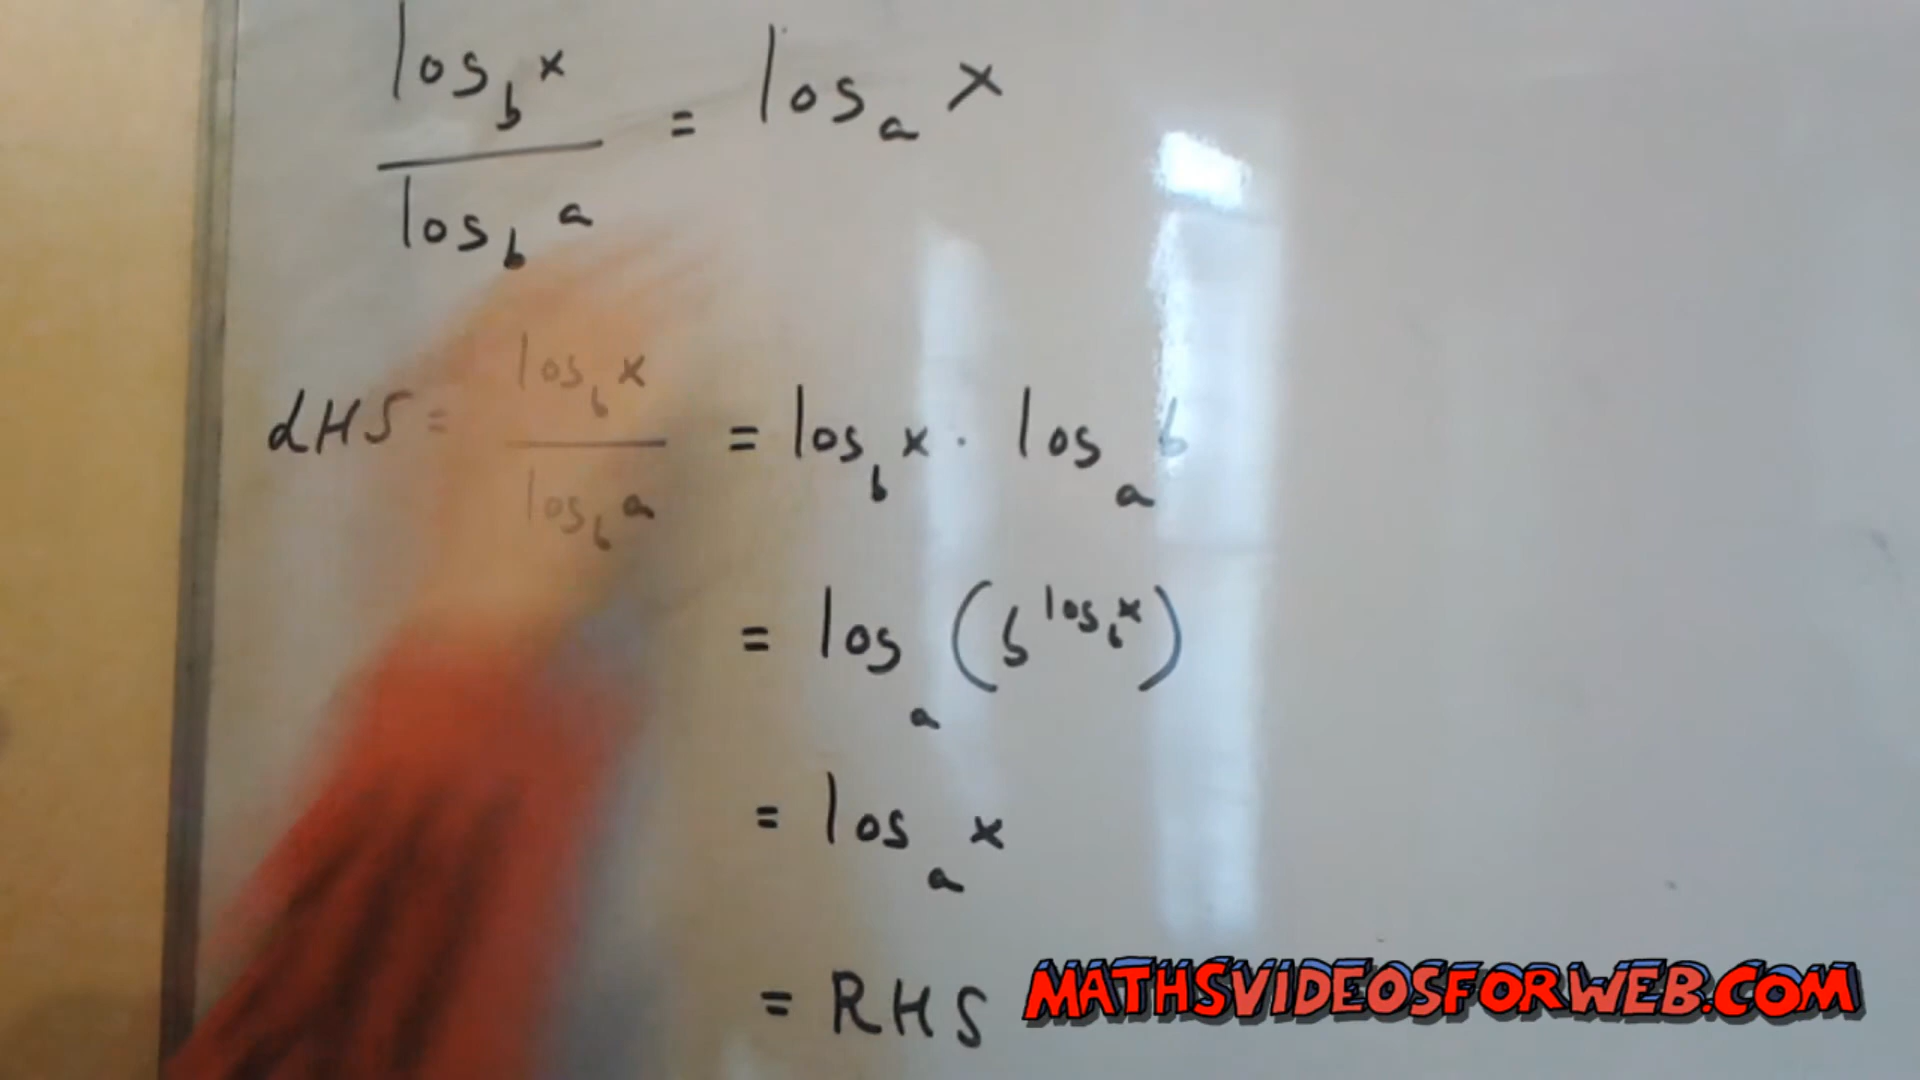 log_b x / log_b a = log_a x
LHS = log_b x / log_b a = log_b x · log_a b
= log_a (b^(log_b x))
= log_a x
= RHS
MATHSVIDEOSFORWEB.COM